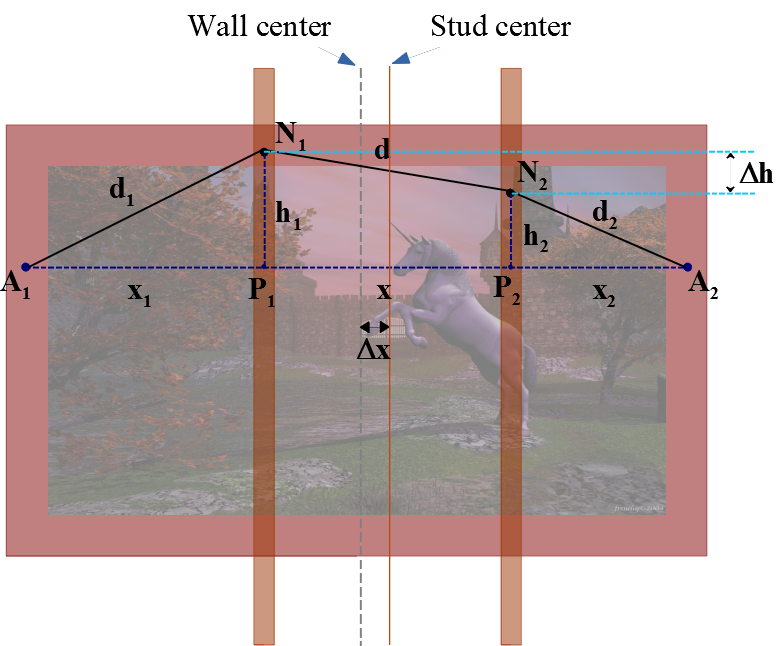 Wall center Stud center
N₁
d
N₂
Δh
d₁
d₂
h₁
h₂
A₁
x₁
P₁
x
P₂
x₂
A₂
Δx